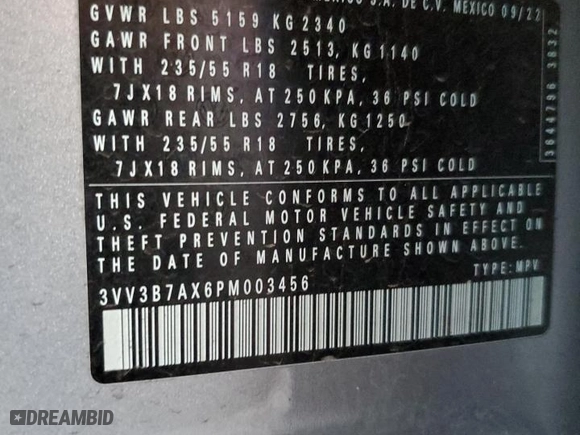 S.A. DE C.V. MEXICO 09/22
GVWR LBS 5159 KG 2340
GAWR FRONT LBS 2513, KG 1140
WITH 235/55 R18 TIRES,
7JX18 RIMS, AT 250 KPA, 36 PSI COLD
GAWR REAR LBS 2756, KG 1250
WITH 235/55 R18 TIRES,
7JX18 RIMS, AT 250 KPA, 36 PSI COLD
THIS VEHICLE CONFORMS TO ALL APPLICABLE
U.S. FEDERAL MOTOR VEHICLE SAFETY AND
THEFT PREVENTION STANDARDS IN EFFECT ON
THE DATE OF MANUFACTURE SHOWN ABOVE.
3VV3B7AX6PM003456 TYPE: MPV
3644796 3832
DREAMBID